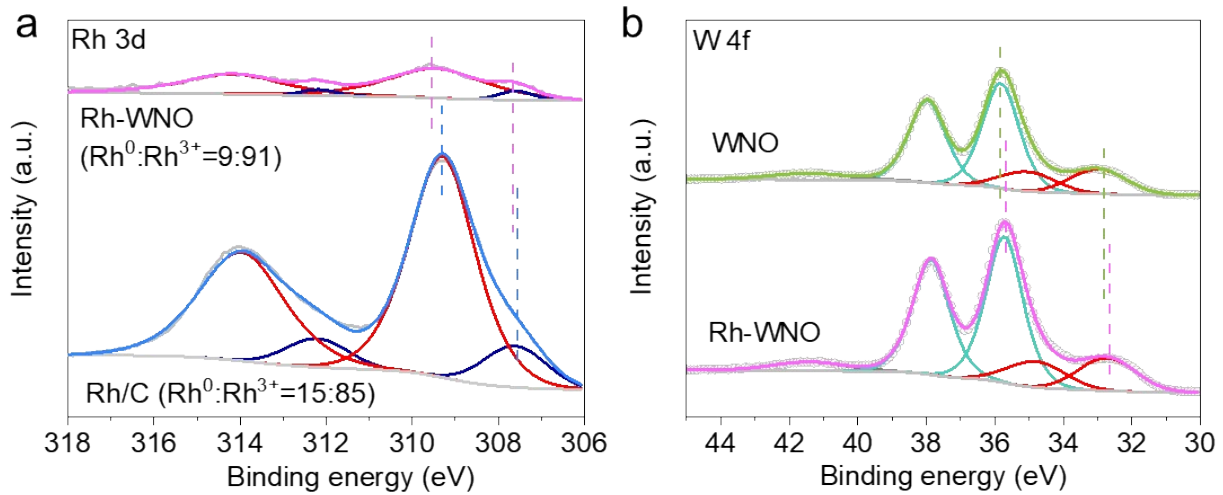 a
Rh 3d
Rh-WNO
(Rh⁰:Rh³⁺=9:91)
Rh/C (Rh⁰:Rh³⁺=15:85)
Intensity (a.u.)
318 316 314 312 310 308 306
Binding energy (eV)
b
W 4f
WNO
Rh-WNO
Intensity (a.u.)
44 42 40 38 36 34 32 30
Binding energy (eV)